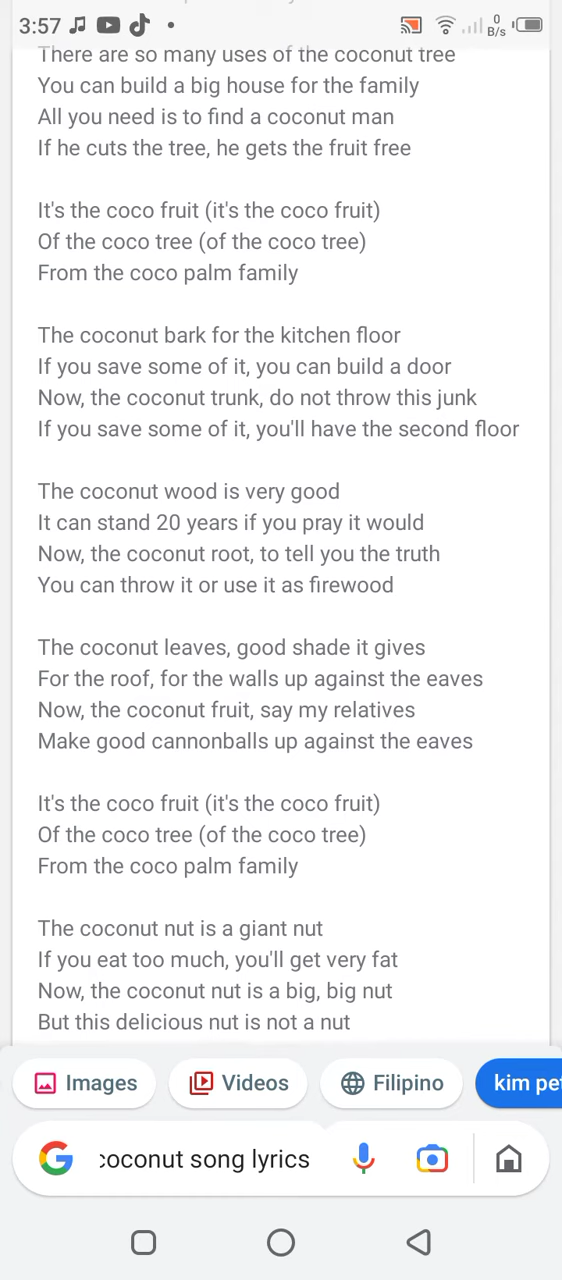 3:57
0
B/s
There are so many uses of the coconut tree
You can build a big house for the family
All you need is to find a coconut man
If he cuts the tree, he gets the fruit free
It's the coco fruit (it's the coco fruit)
Of the coco tree (of the coco tree)
From the coco palm family
The coconut bark for the kitchen floor
If you save some of it, you can build a door
Now, the coconut trunk, do not throw this junk
If you save some of it, you'll have the second floor
The coconut wood is very good
It can stand 20 years if you pray it would
Now, the coconut root, to tell you the truth
You can throw it or use it as firewood
The coconut leaves, good shade it gives
For the roof, for the walls up against the eaves
Now, the coconut fruit, say my relatives
Make good cannonballs up against the eaves
It's the coco fruit (it's the coco fruit)
Of the coco tree (of the coco tree)
From the coco palm family
The coconut nut is a giant nut
If you eat too much, you'll get very fat
Now, the coconut nut is a big, big nut
But this delicious nut is not a nut
Images Videos Filipino kim pe
coconut song lyrics